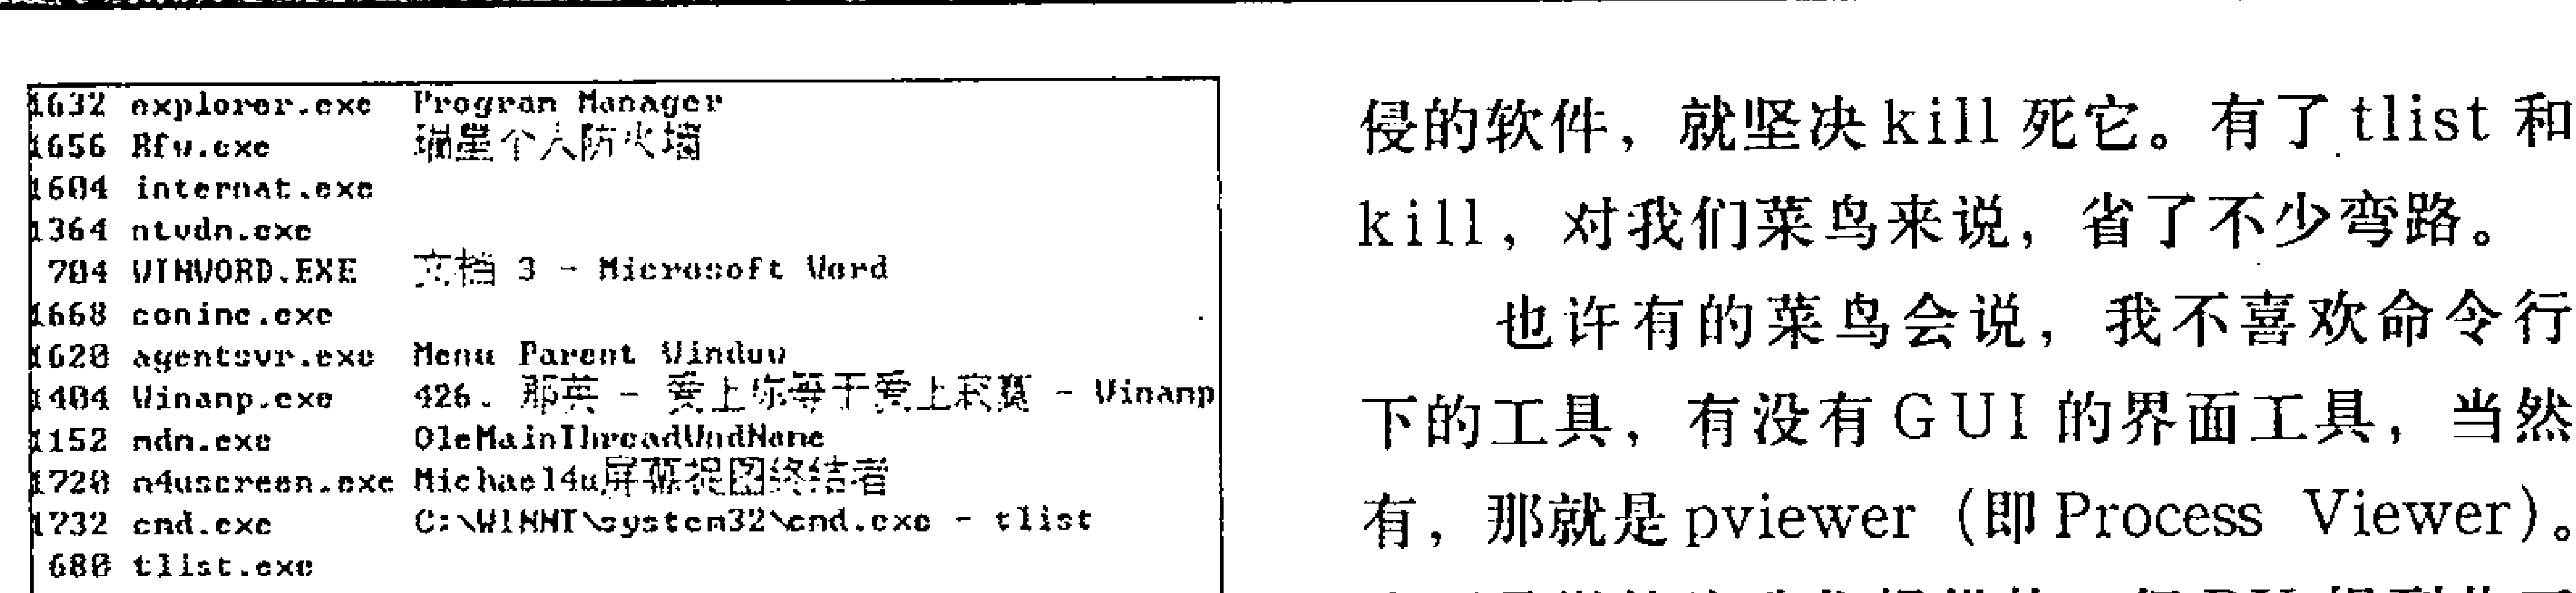 1632 explorer.exe Program Manager
1656 Rfw.exe 瑞星个人防火墙
1604 internat.exe
1364 ntvdm.exe
704 WINWORD.EXE 文档 3 - Microsoft Word
1668 conime.exe
1620 agentsvr.exe Menu Parent Window
1404 Winamp.exe 426. 那英 - 爱上你等于爱上寂寞 - Winamp
1152 mdm.exe OleMainThreadWndName
1720 m4uscreen.exe Michael4u屏幕捉图终结者
1732 cmd.exe C:\WINNT\system32\cmd.exe - tlist
680 tlist.exe
侵的软件，就坚决kill死它。有了tlist和
kill，对我们菜鸟来说，省了不少弯路。
也许有的菜鸟会说，我不喜欢命令行
下的工具，有没有GUI的界面工具，当然
有，那就是pviewer（即Process Viewer）。